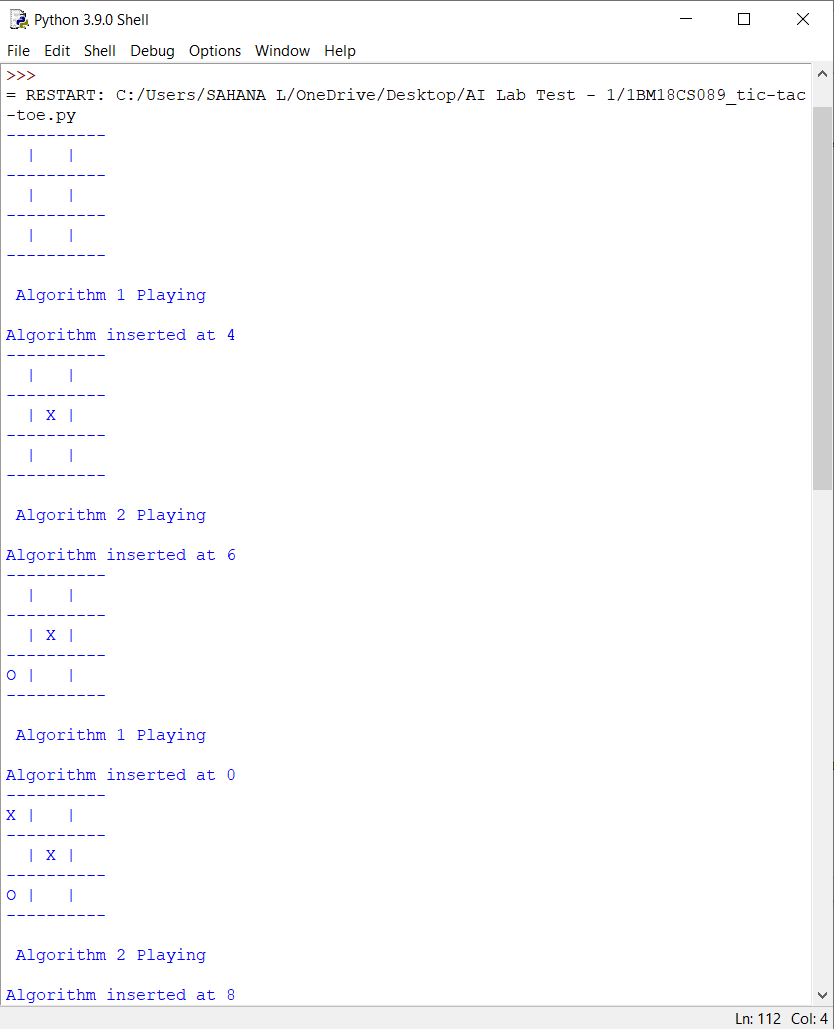 Python 3.9.0 Shell
File Edit Shell Debug Options Window Help
>>>
= RESTART: C:/Users/SAHANA L/OneDrive/Desktop/AI Lab Test - 1/1BM18CS089_tic-tac
-toe.py
----------
  |   |
----------
  |   |
----------
  |   |
----------

 Algorithm 1 Playing

Algorithm inserted at 4
----------
  |   |
----------
  | X |
----------
  |   |
----------

 Algorithm 2 Playing

Algorithm inserted at 6
----------
  |   |
----------
  | X |
----------
O |   |
----------

 Algorithm 1 Playing

Algorithm inserted at 0
----------
X |   |
----------
  | X |
----------
O |   |
----------

 Algorithm 2 Playing

Algorithm inserted at 8
Ln: 112 Col: 4